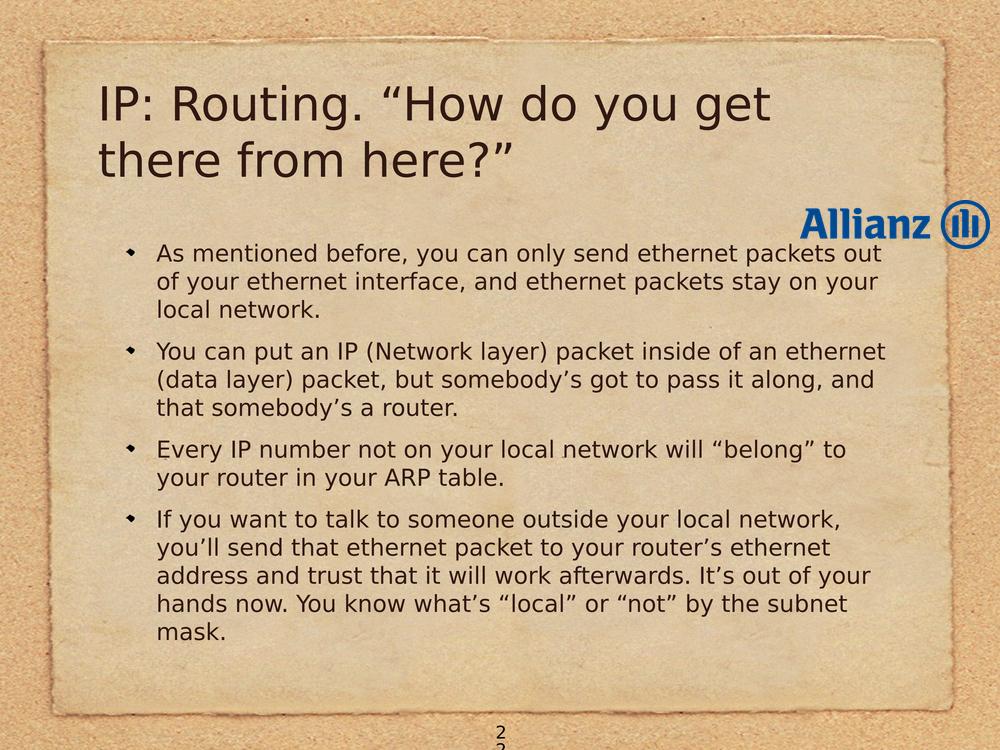 IP: Routing. “How do you get
there from here?”
Allianz
As mentioned before, you can only send ethernet packets out
of your ethernet interface, and ethernet packets stay on your
local network.
You can put an IP (Network layer) packet inside of an ethernet
(data layer) packet, but somebody’s got to pass it along, and
that somebody’s a router.
Every IP number not on your local network will “belong” to
your router in your ARP table.
If you want to talk to someone outside your local network,
you’ll send that ethernet packet to your router’s ethernet
address and trust that it will work afterwards. It’s out of your
hands now. You know what’s “local” or “not” by the subnet
mask.
2
2